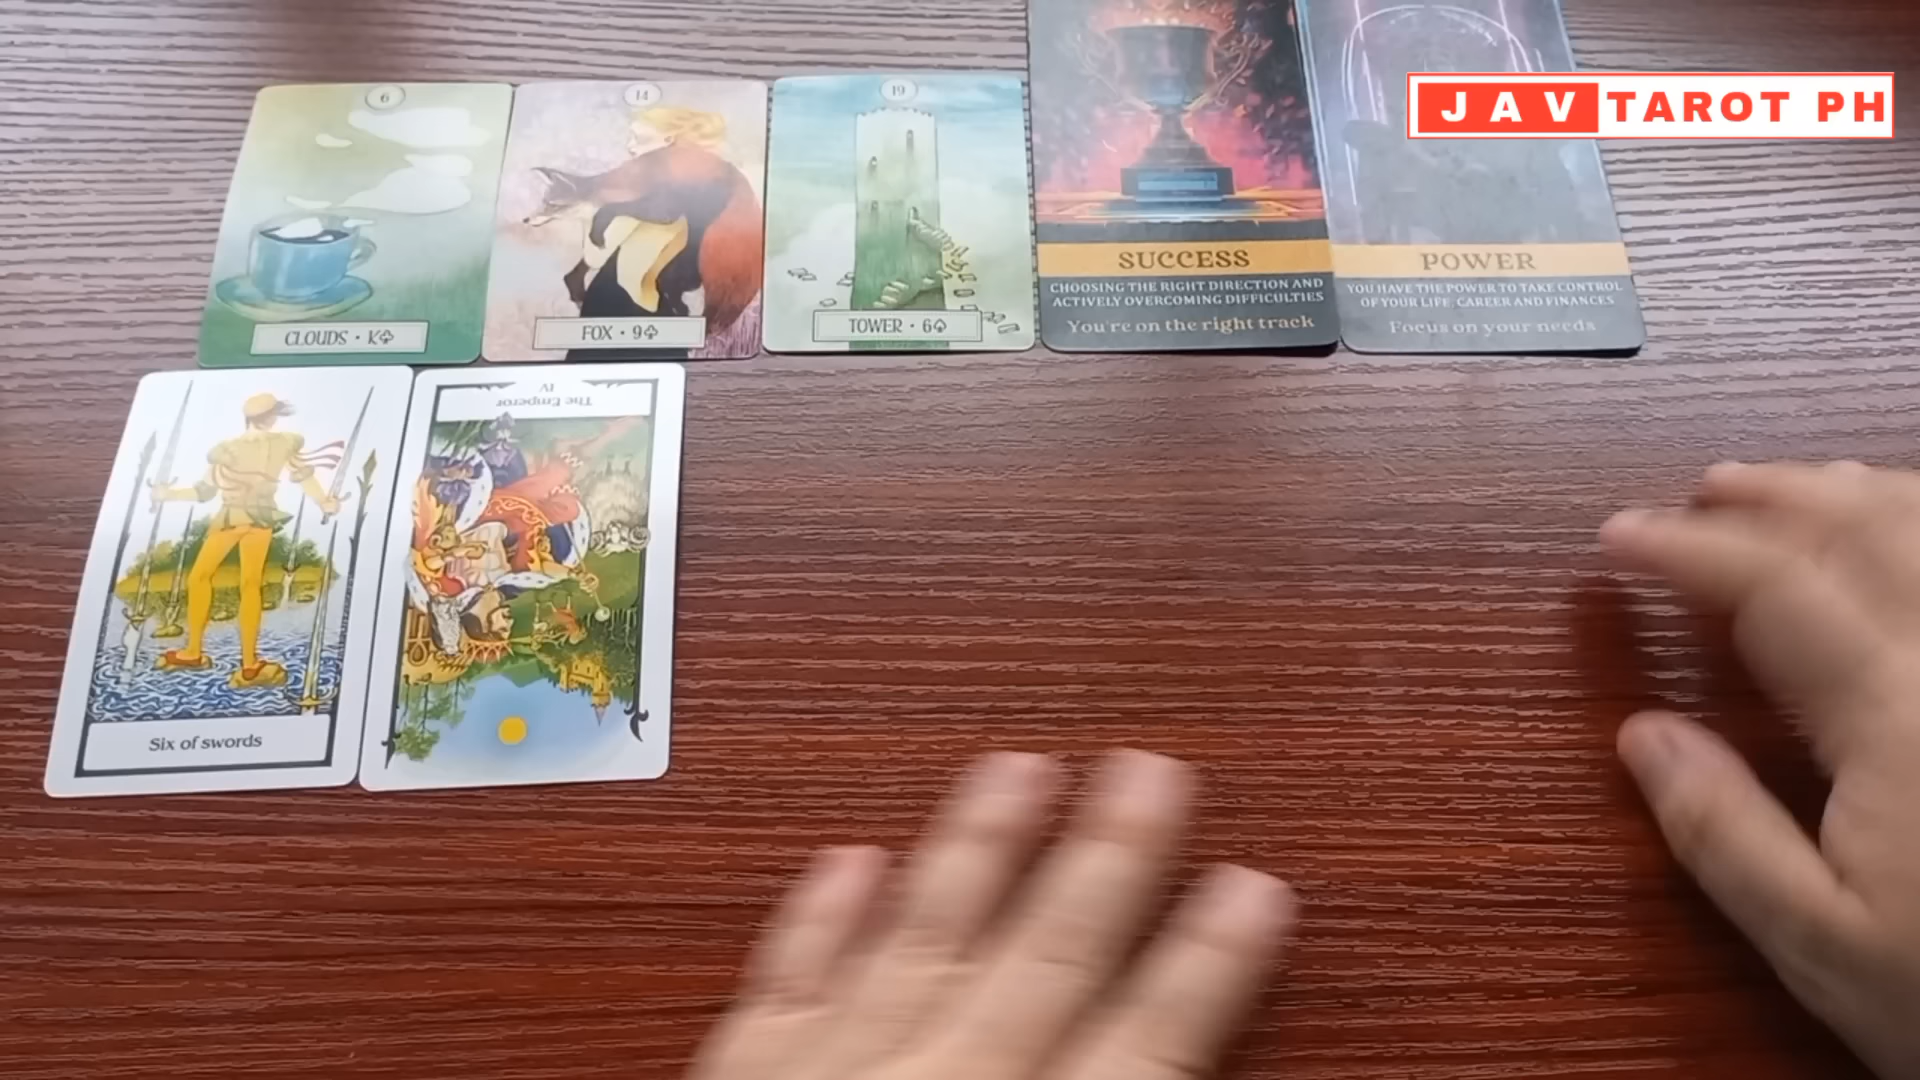 6
14
19
JAV TAROT PH
CLOUDS • K♣
FOX • 9♣
TOWER • 6♠
SUCCESS
CHOOSING THE RIGHT DIRECTION AND
ACTIVELY OVERCOMING DIFFICULTIES
You're on the right track
POWER
YOU HAVE THE POWER TO TAKE CONTROL
OF YOUR LIFE, CAREER AND FINANCES
Focus on your needs
Six of swords
The Emperor
IV